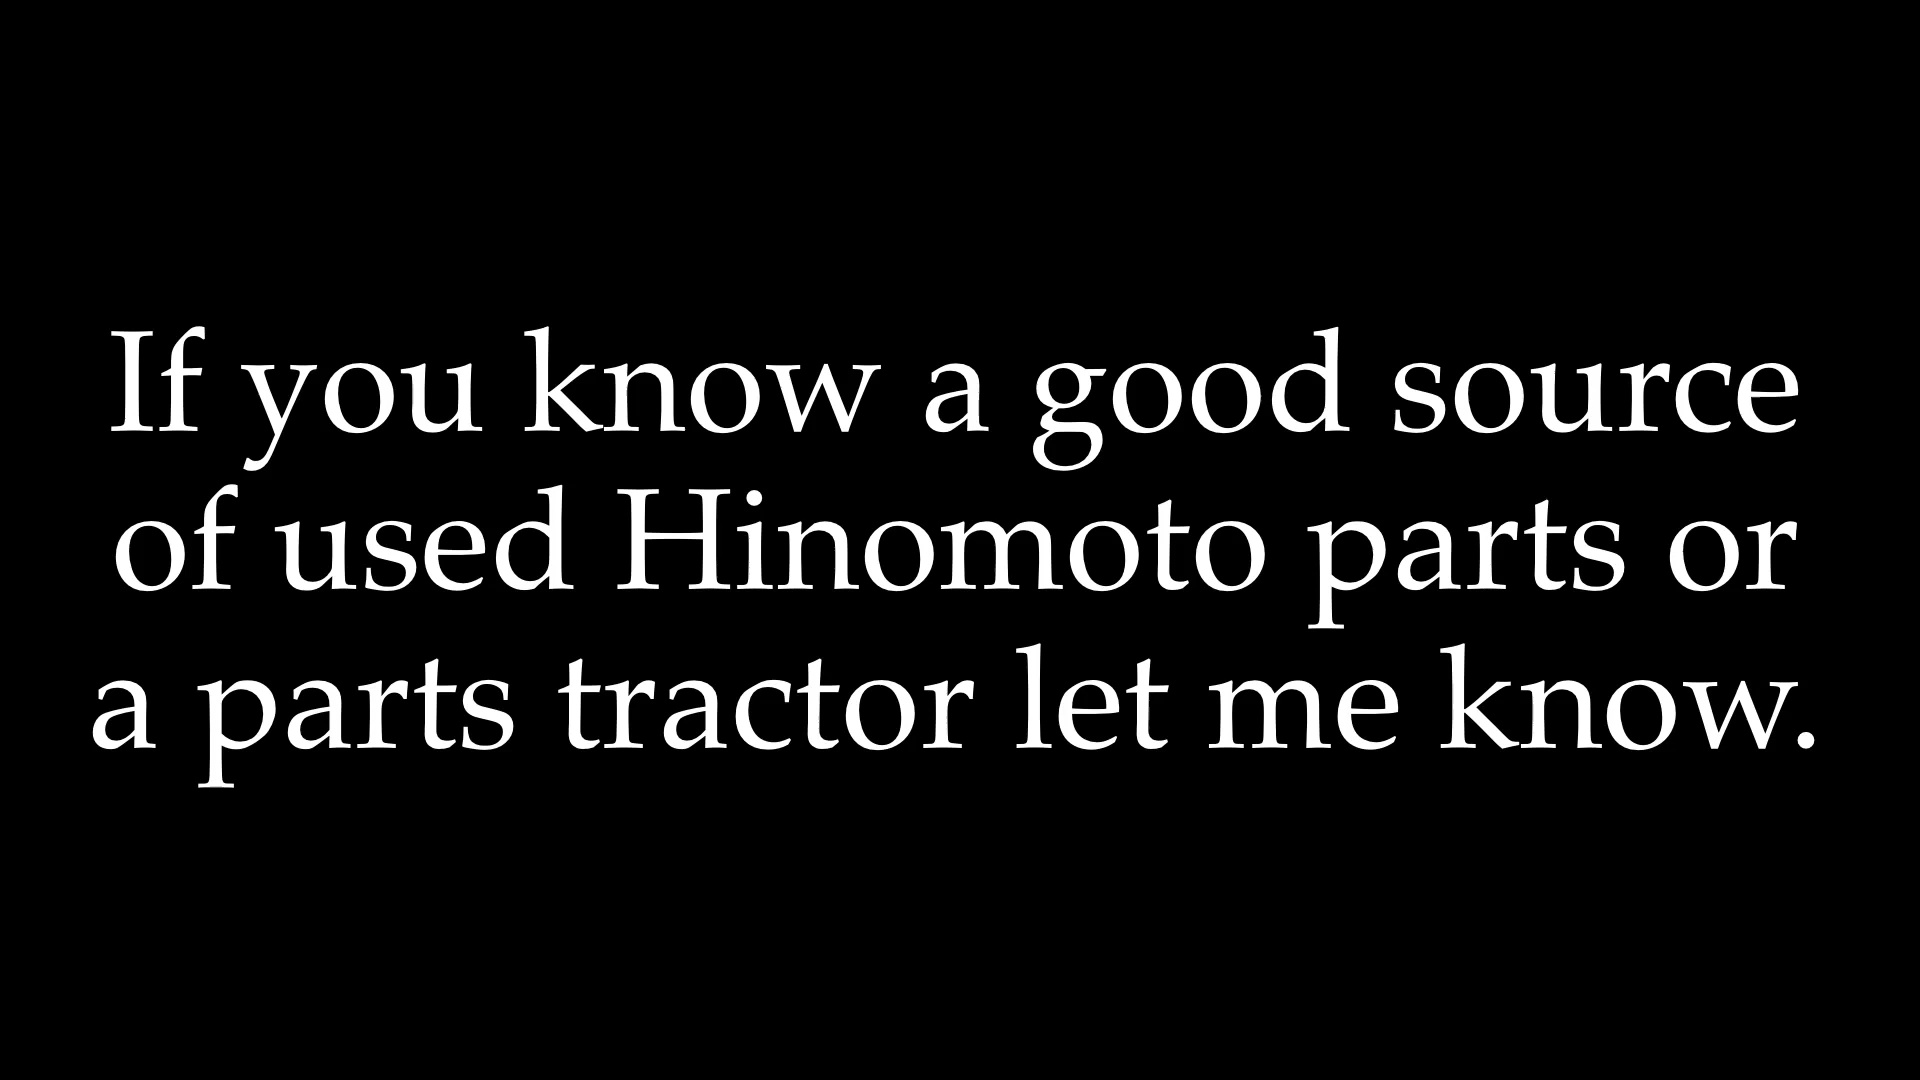 If you know a good source
of used Hinomoto parts or
a parts tractor let me know.